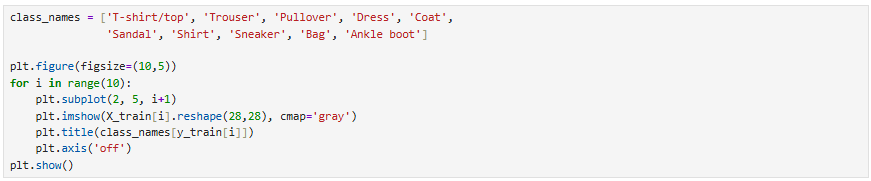 class_names = ['T-shirt/top', 'Trouser', 'Pullover', 'Dress', 'Coat',
               'Sandal', 'Shirt', 'Sneaker', 'Bag', 'Ankle boot']

plt.figure(figsize=(10,5))
for i in range(10):
    plt.subplot(2, 5, i+1)
    plt.imshow(X_train[i].reshape(28,28), cmap='gray')
    plt.title(class_names[y_train[i]])
    plt.axis('off')
plt.show()